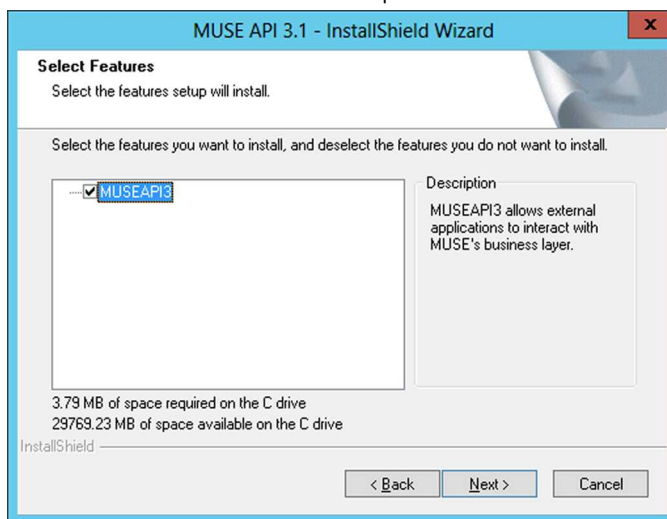 MUSE API 3.1 - InstallShield Wizard
x
Select Features
Select the features setup will install.
Select the features you want to install, and deselect the features you do not want to install.
MUSEAPI3
Description
MUSEAPI3 allows external
applications to interact with
MUSE's business layer.
3.79 MB of space required on the C drive
29769.23 MB of space available on the C drive
InstallShield
< Back
Next >
Cancel